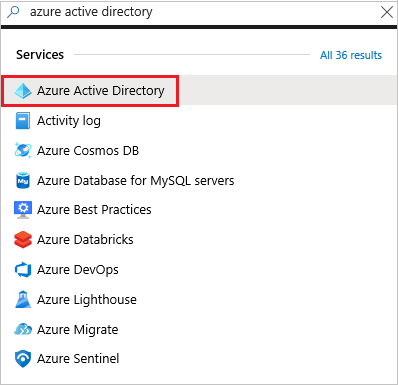 azure active directory
Services All 36 results
Azure Active Directory
Activity log
Azure Cosmos DB
My
Azure Database for MySQL servers
Azure Best Practices
Azure Databricks
Azure DevOps
Azure Lighthouse
Azure Migrate
Azure Sentinel